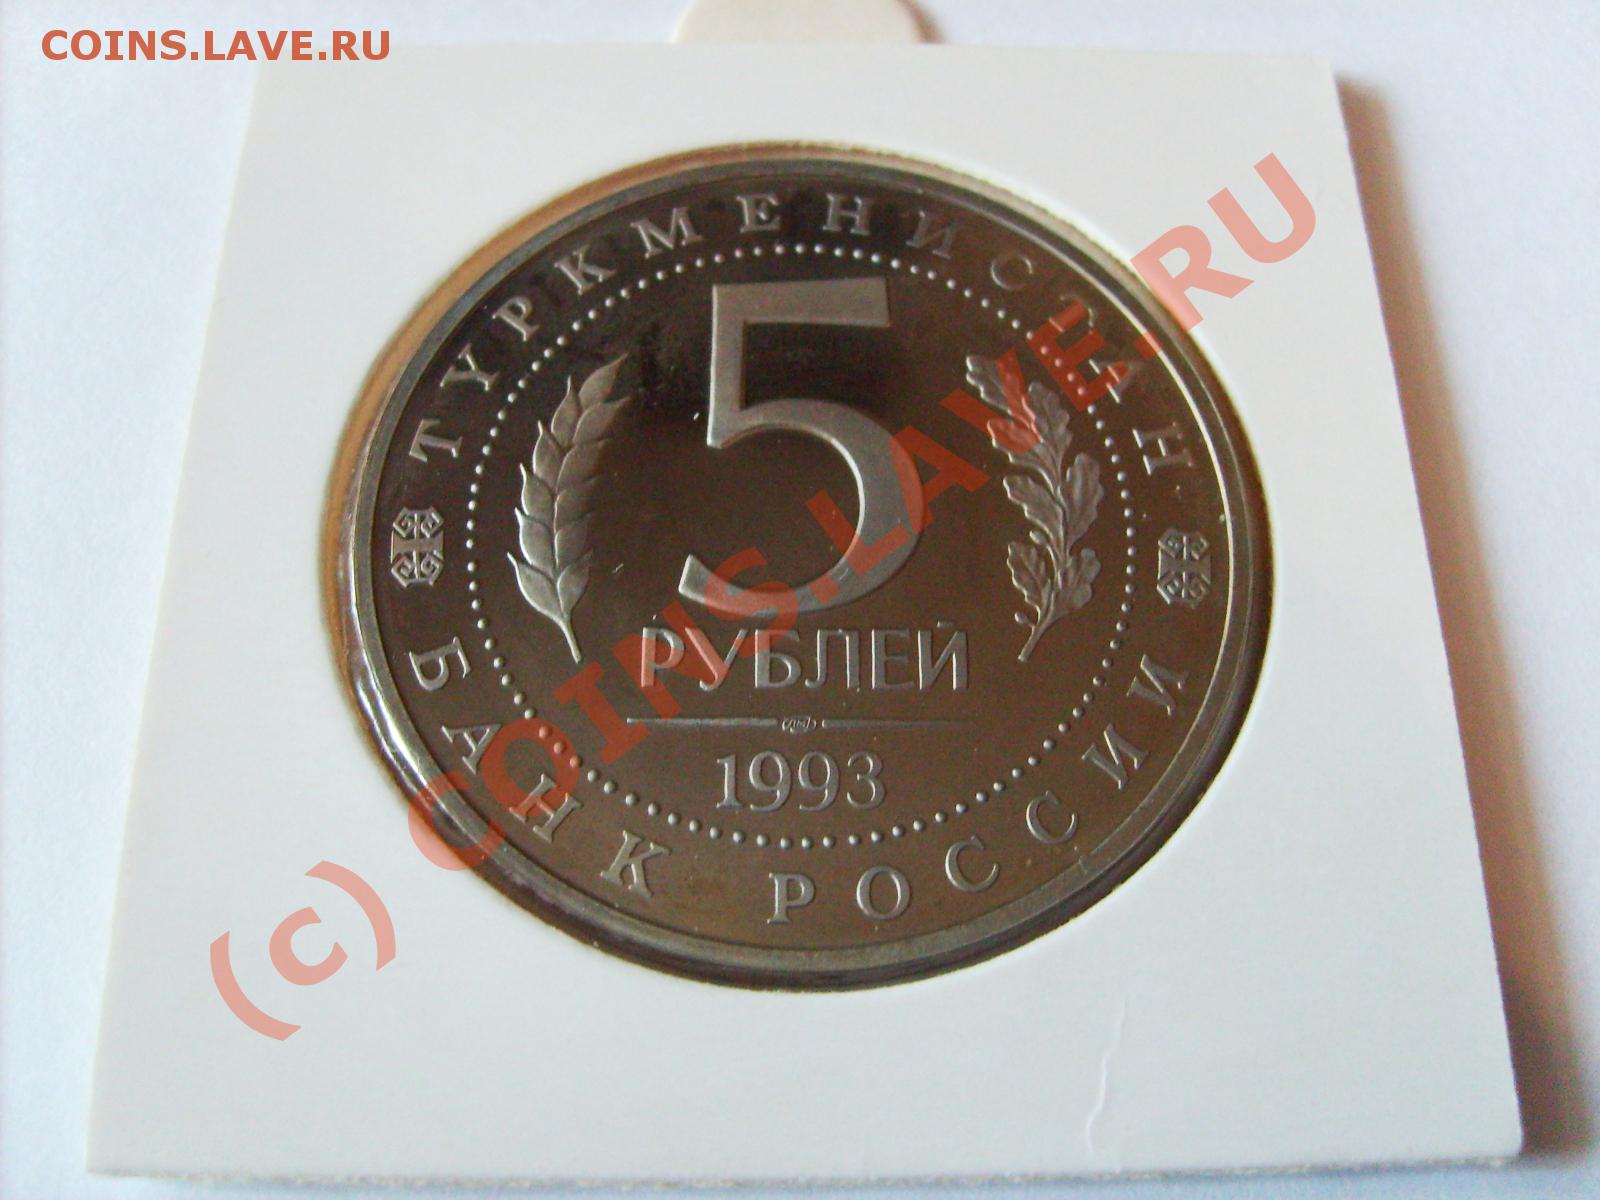 COINS.LAVE.RU
ТУРКМЕНИСТАН
5
РУБЛЕЙ
1993
БАНК РОССИИ
(c) COINS.LAVE.RU